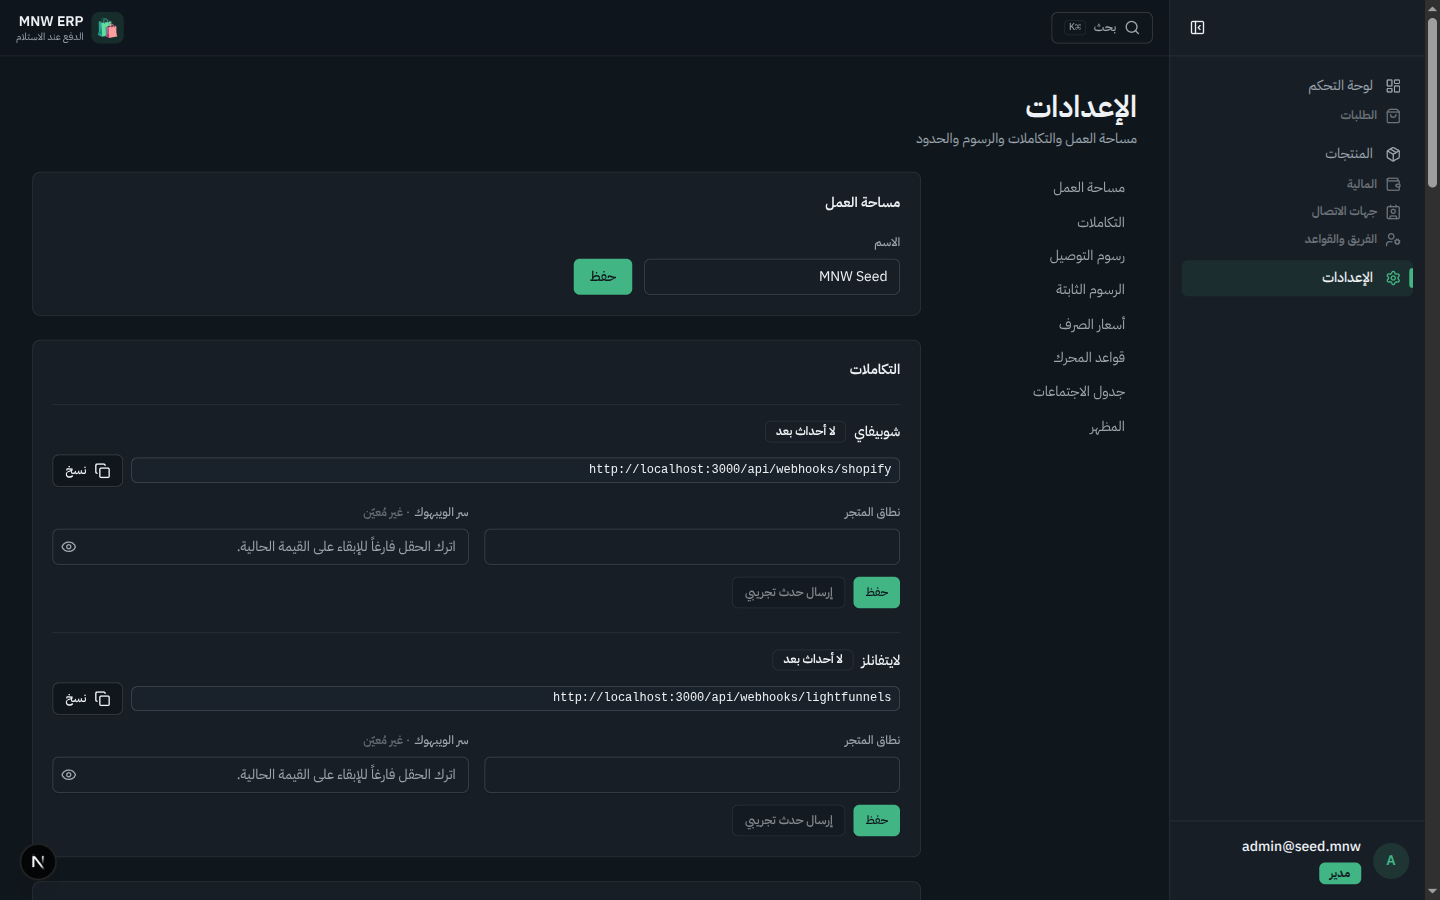 MNW ERP
الدفع عند الاستلام
بحث
⌘K
لوحة التحكم
الطلبات
المنتجات
المالية
جهات الاتصال
الفريق والقواعد
الإعدادات
admin@seed.mnw
مدير
A
الإعدادات
مساحة العمل والتكاملات والرسوم والحدود
مساحة العمل
التكاملات
رسوم التوصيل
الرسوم الثابتة
أسعار الصرف
قواعد المحرك
جدول الاجتماعات
المظهر
مساحة العمل
الاسم
MNW Seed
حفظ
التكاملات
شوبيفاي لا أحداث بعد
http://localhost:3000/api/webhooks/shopify
نسخ
نطاق المتجر
سر الويبهوك · غير مُعيّن
اترك الحقل فارغاً للإبقاء على القيمة الحالية.
حفظ
إرسال حدث تجريبي
لايتفانلز لا أحداث بعد
http://localhost:3000/api/webhooks/lightfunnels
نسخ
نطاق المتجر
سر الويبهوك · غير مُعيّن
اترك الحقل فارغاً للإبقاء على القيمة الحالية.
حفظ
إرسال حدث تجريبي
N